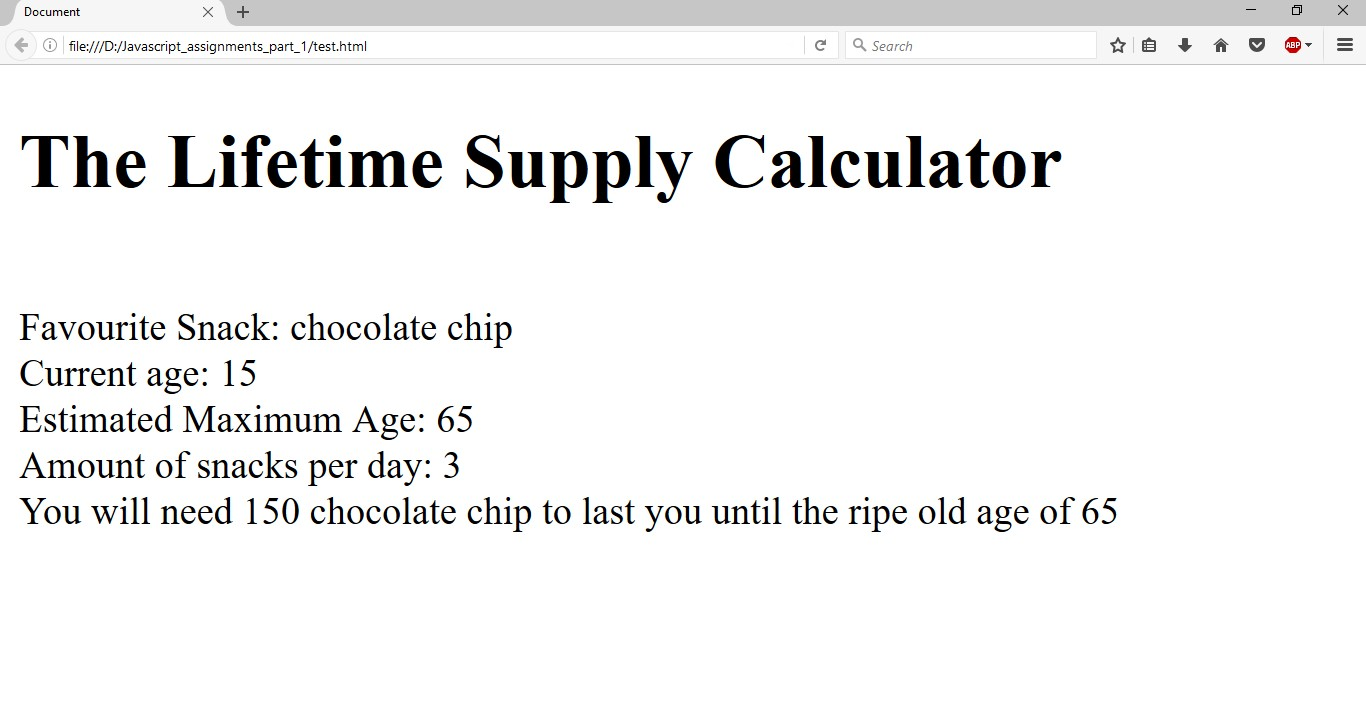 Document
file:///D:/Javascript_assignments_part_1/test.html
Search
ABP
The Lifetime Supply Calculator
Favourite Snack: chocolate chip
Current age: 15
Estimated Maximum Age: 65
Amount of snacks per day: 3
You will need 150 chocolate chip to last you until the ripe old age of 65